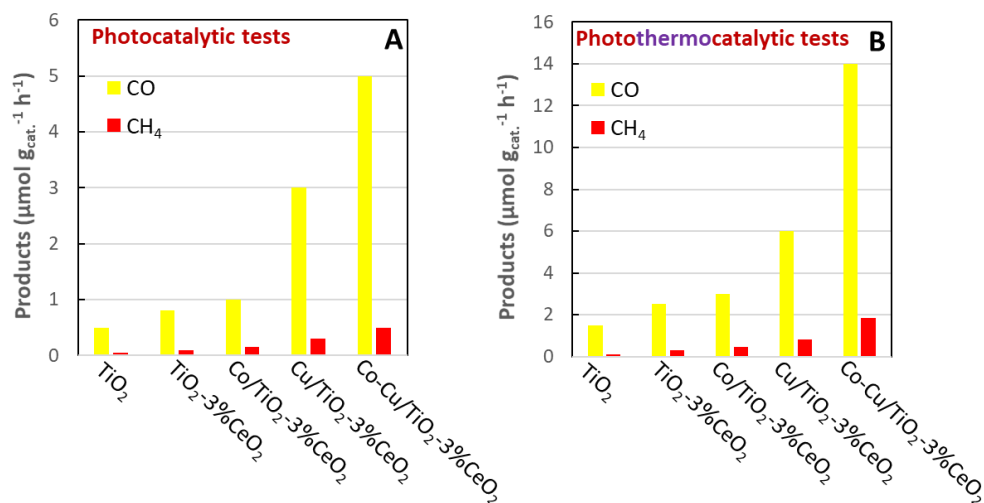 Photocatalytic tests
A
Products (µmol g_cat.⁻¹ h⁻¹)
6
5
4
3
2
1
0
CO
CH₄
TiO₂
TiO₂-3%CeO₂
Co/TiO₂-3%CeO₂
Cu/TiO₂-3%CeO₂
Co-Cu/TiO₂-3%CeO₂
Photothermocatalytic tests
B
Products (µmol g_cat.⁻¹ h⁻¹)
16
14
12
10
8
6
4
2
0
CO
CH₄
TiO₂
TiO₂-3%CeO₂
Co/TiO₂-3%CeO₂
Cu/TiO₂-3%CeO₂
Co-Cu/TiO₂-3%CeO₂